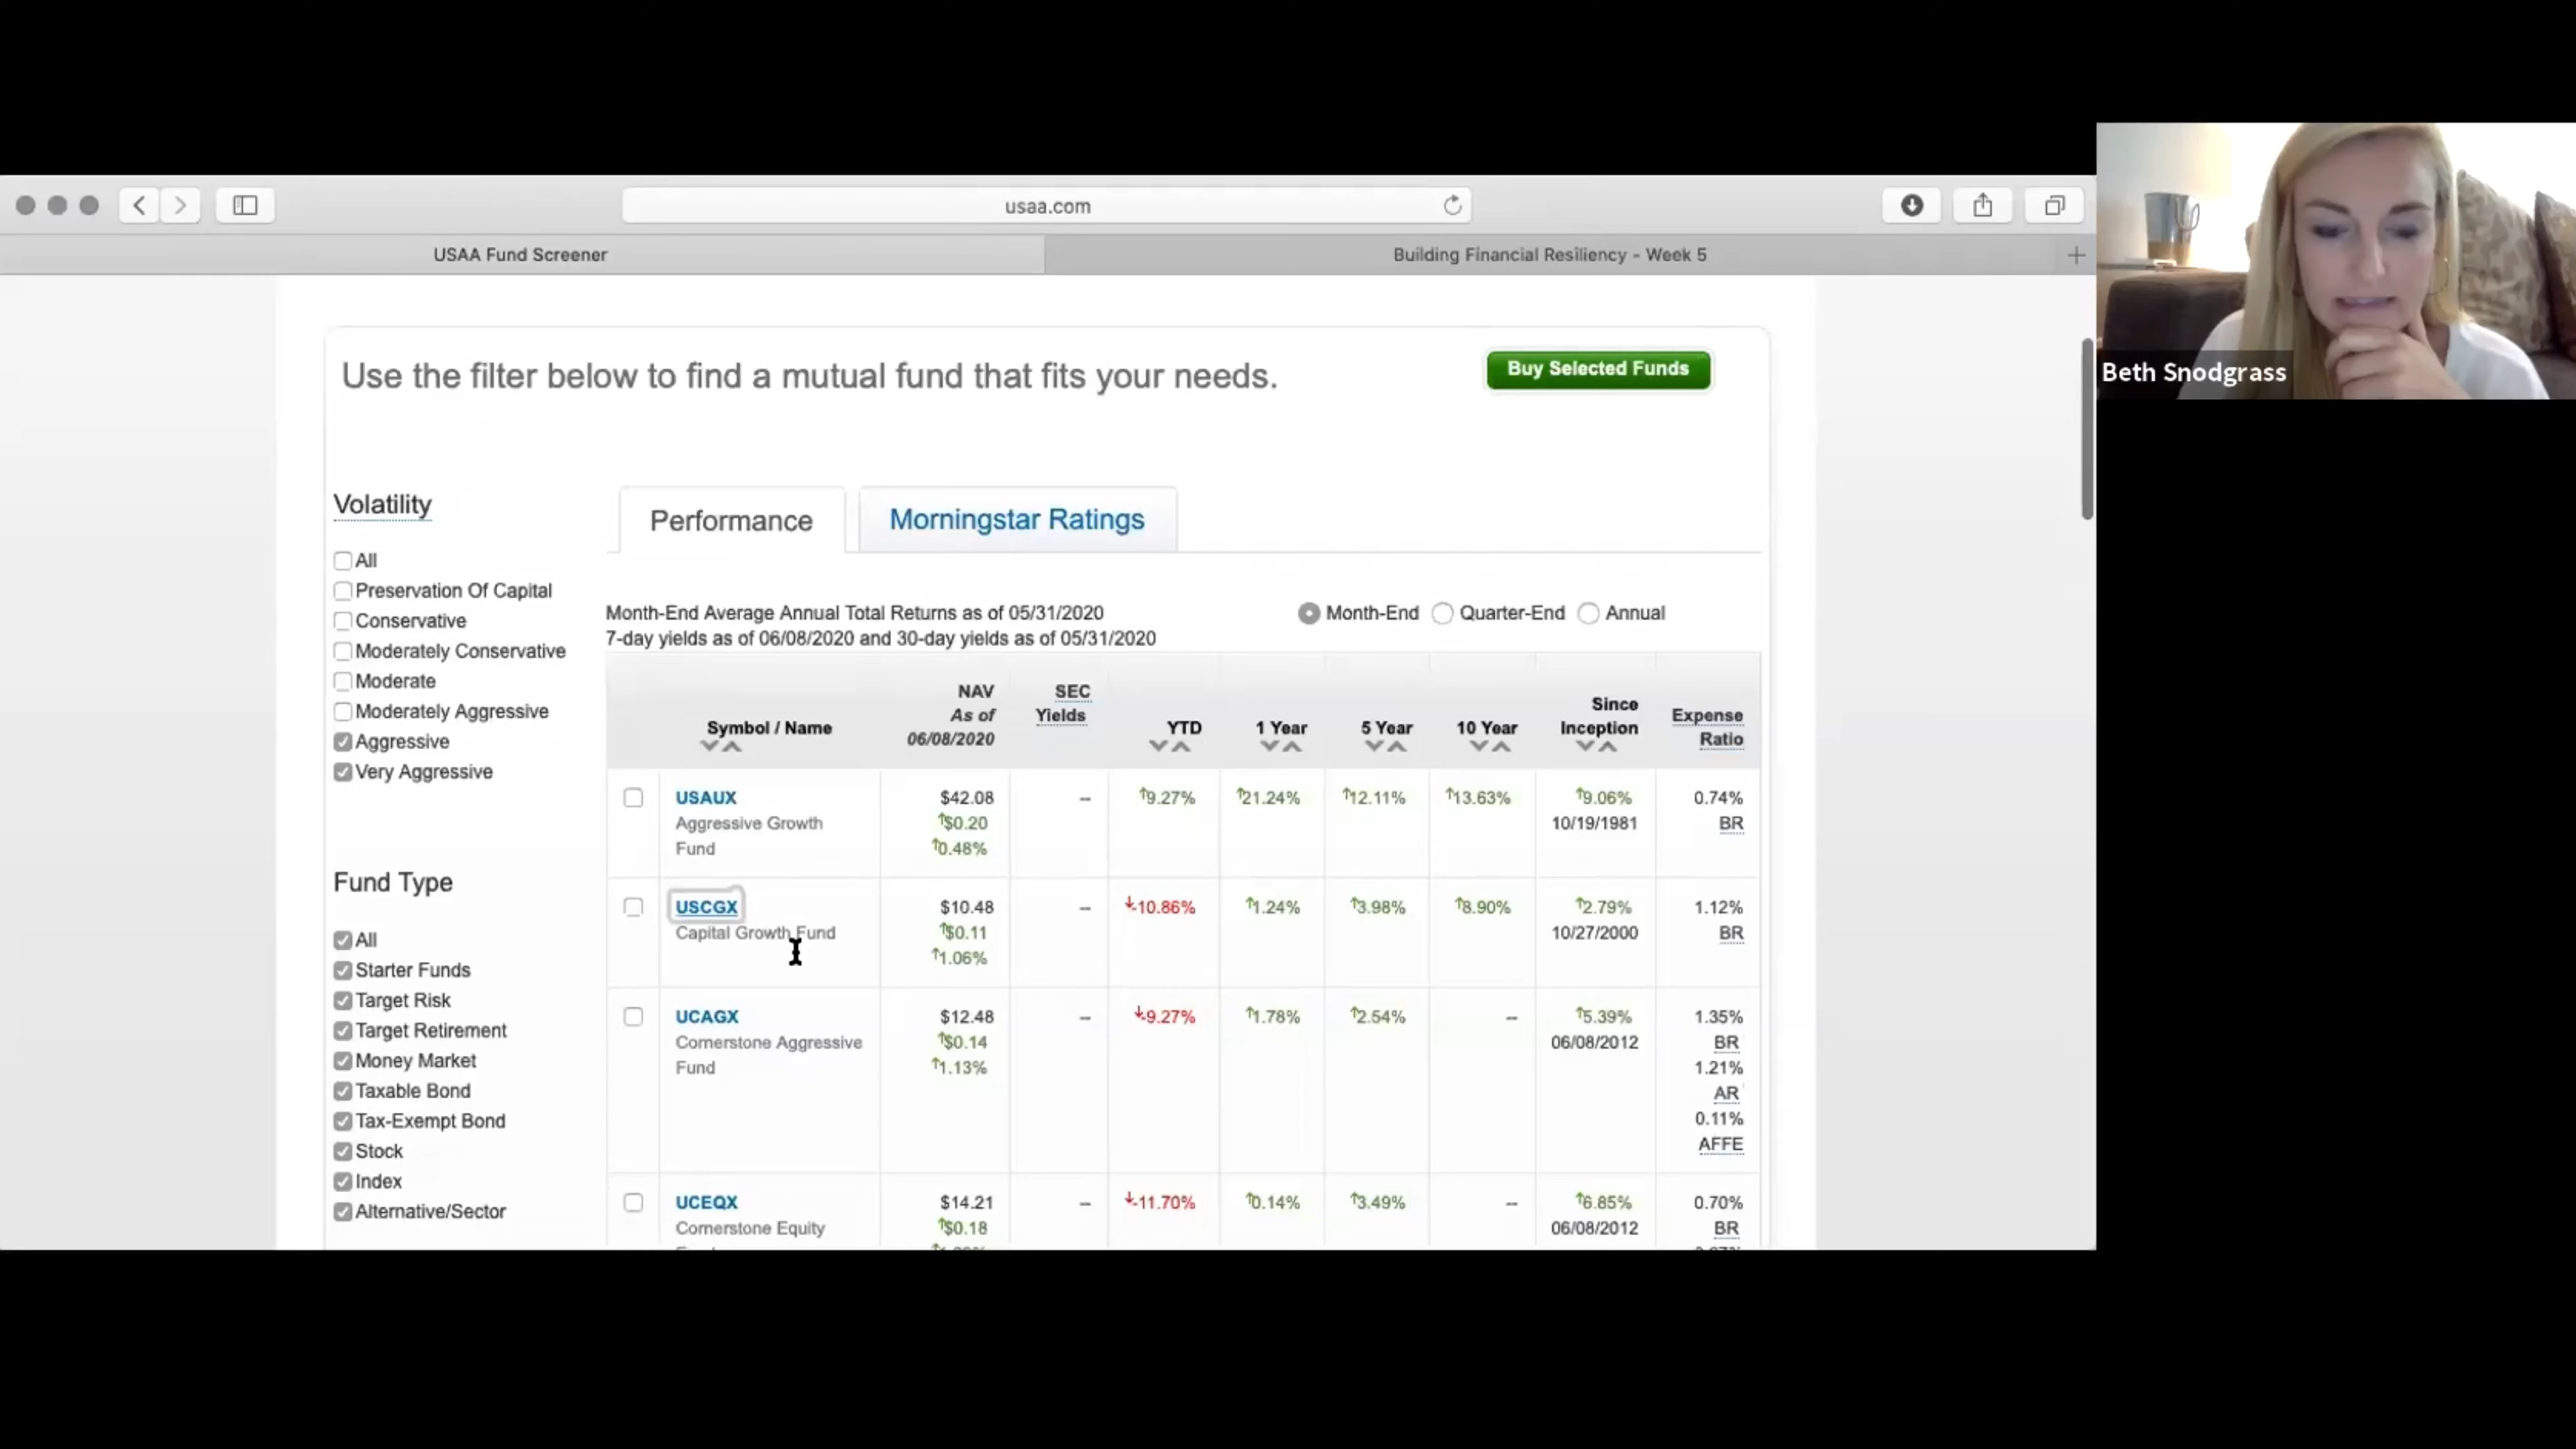 usaa.com
USAA Fund Screener
Building Financial Resiliency - Week 5
Beth Snodgrass
Use the filter below to find a mutual fund that fits your needs.
Buy Selected Funds
Volatility
All
Preservation Of Capital
Conservative
Moderately Conservative
Moderate
Moderately Aggressive
Aggressive
Very Aggressive
Fund Type
All
Starter Funds
Target Risk
Target Retirement
Money Market
Taxable Bond
Tax-Exempt Bond
Stock
Index
Alternative/Sector
Performance
Morningstar Ratings
Month-End Average Annual Total Returns as of 05/31/2020
7-day yields as of 06/08/2020 and 30-day yields as of 05/31/2020
Month-End Quarter-End Annual
Symbol / Name
NAV
As of
06/08/2020
SEC
Yields
YTD
1 Year
5 Year
10 Year
Since
Inception
Expense
Ratio
USAUX
Aggressive Growth
Fund
$42.08
↑$0.20
↑0.48%
--
↑9.27%
↑21.24%
↑12.11%
↑13.63%
↑9.06%
10/19/1981
0.74%
BR
USCGX
Capital Growth Fund
$10.48
↑$0.11
↑1.06%
--
↓-10.86%
↑1.24%
↑3.98%
↑8.90%
↑2.79%
10/27/2000
1.12%
BR
UCAGX
Cornerstone Aggressive
Fund
$12.48
↑$0.14
↑1.13%
--
↓-9.27%
↑1.78%
↑2.54%
--
↑5.39%
06/08/2012
1.35%
BR
1.21%
AR
0.11%
AFFE
UCEQX
Cornerstone Equity
$14.21
↑$0.18
--
↓-11.70%
↑0.14%
↑3.49%
--
↑6.85%
06/08/2012
0.70%
BR